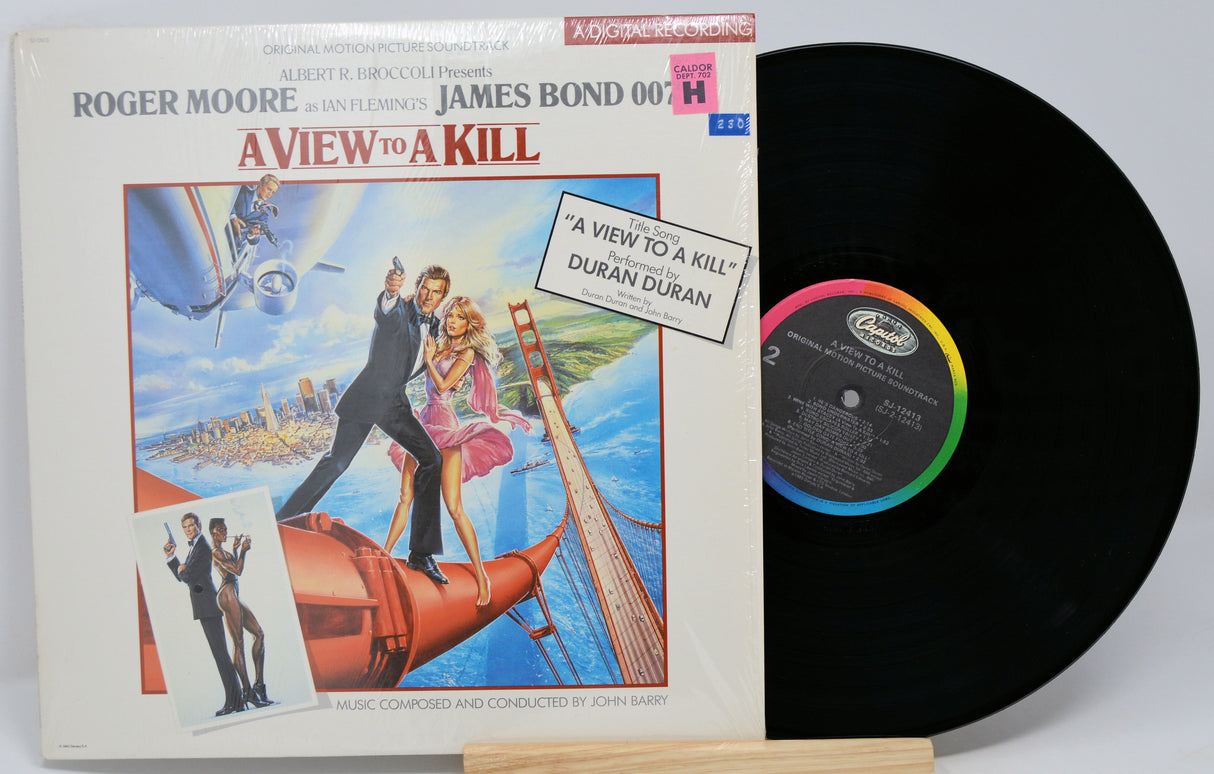 A DIGITAL RECORDING
ORIGINAL MOTION PICTURE SOUNDTRACK
ALBERT R. BROCCOLI Presents
ROGER MOORE as IAN FLEMING'S JAMES BOND 007
A VIEW TO A KILL
CALDOR
DEPT. 702
H
230
Title Song
"A VIEW TO A KILL"
Performed by
DURAN DURAN
Written by
Duran Duran and John Barry
MUSIC COMPOSED AND CONDUCTED BY JOHN BARRY
Capitol
RECORDS
2
A VIEW TO A KILL
ORIGINAL MOTION PICTURE SOUNDTRACK
SJ-12413
(SJ-2-12413)